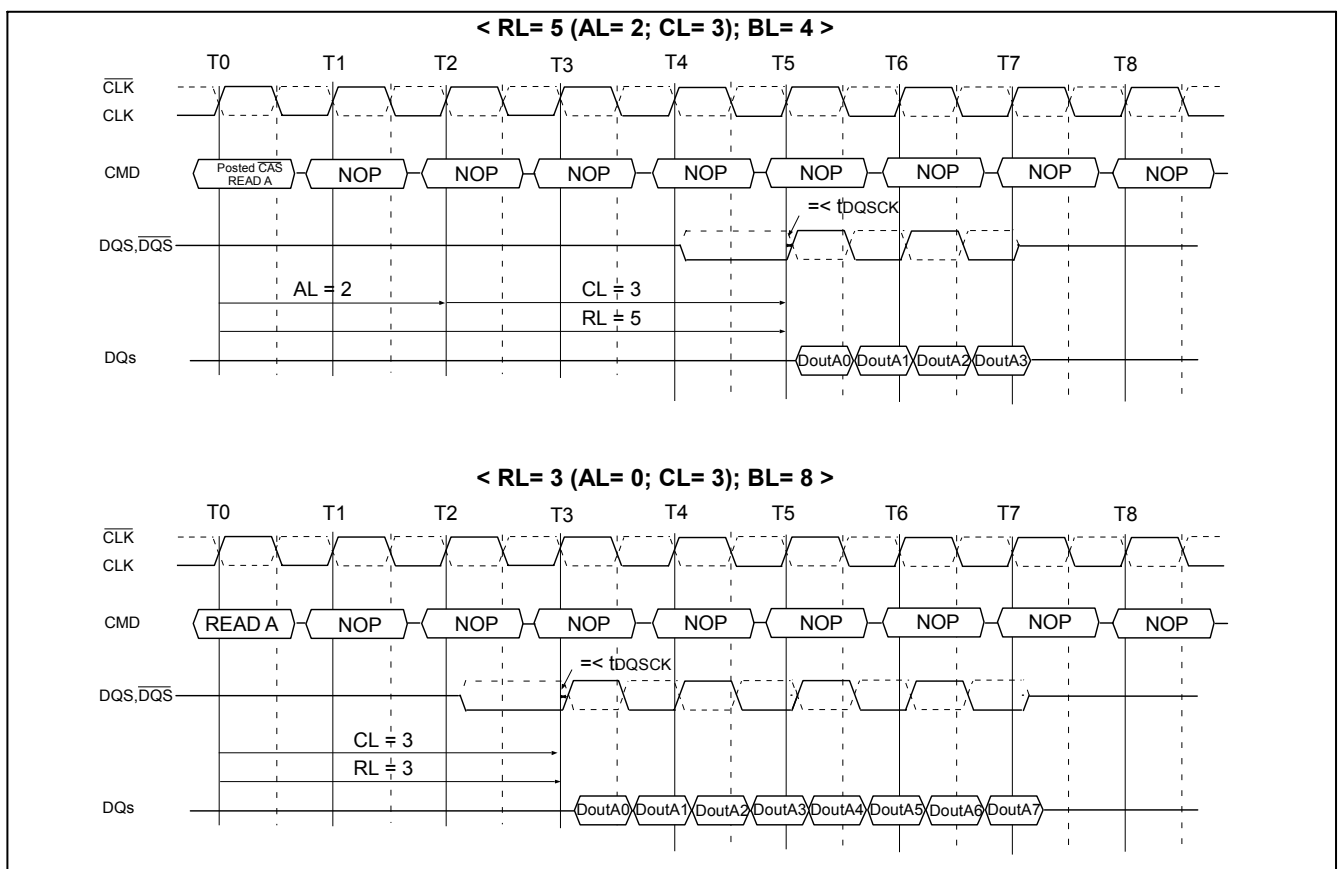 < RL= 5 (AL= 2; CL= 3); BL= 4 >
T0 T1 T2 T3 T4 T5 T6 T7 T8
CLK
CLK
CMD Posted CAS READ A NOP NOP NOP NOP NOP NOP NOP NOP
=< tDQSCK
DQS,DQS
AL = 2 CL = 3
RL = 5
DQs DoutA0 DoutA1 DoutA2 DoutA3
< RL= 3 (AL= 0; CL= 3); BL= 8 >
T0 T1 T2 T3 T4 T5 T6 T7 T8
CLK
CLK
CMD READ A NOP NOP NOP NOP NOP NOP NOP NOP
=< tDQSCK
DQS,DQS
CL = 3
RL = 3
DQs DoutA0 DoutA1 DoutA2 DoutA3 DoutA4 DoutA5 DoutA6 DoutA7